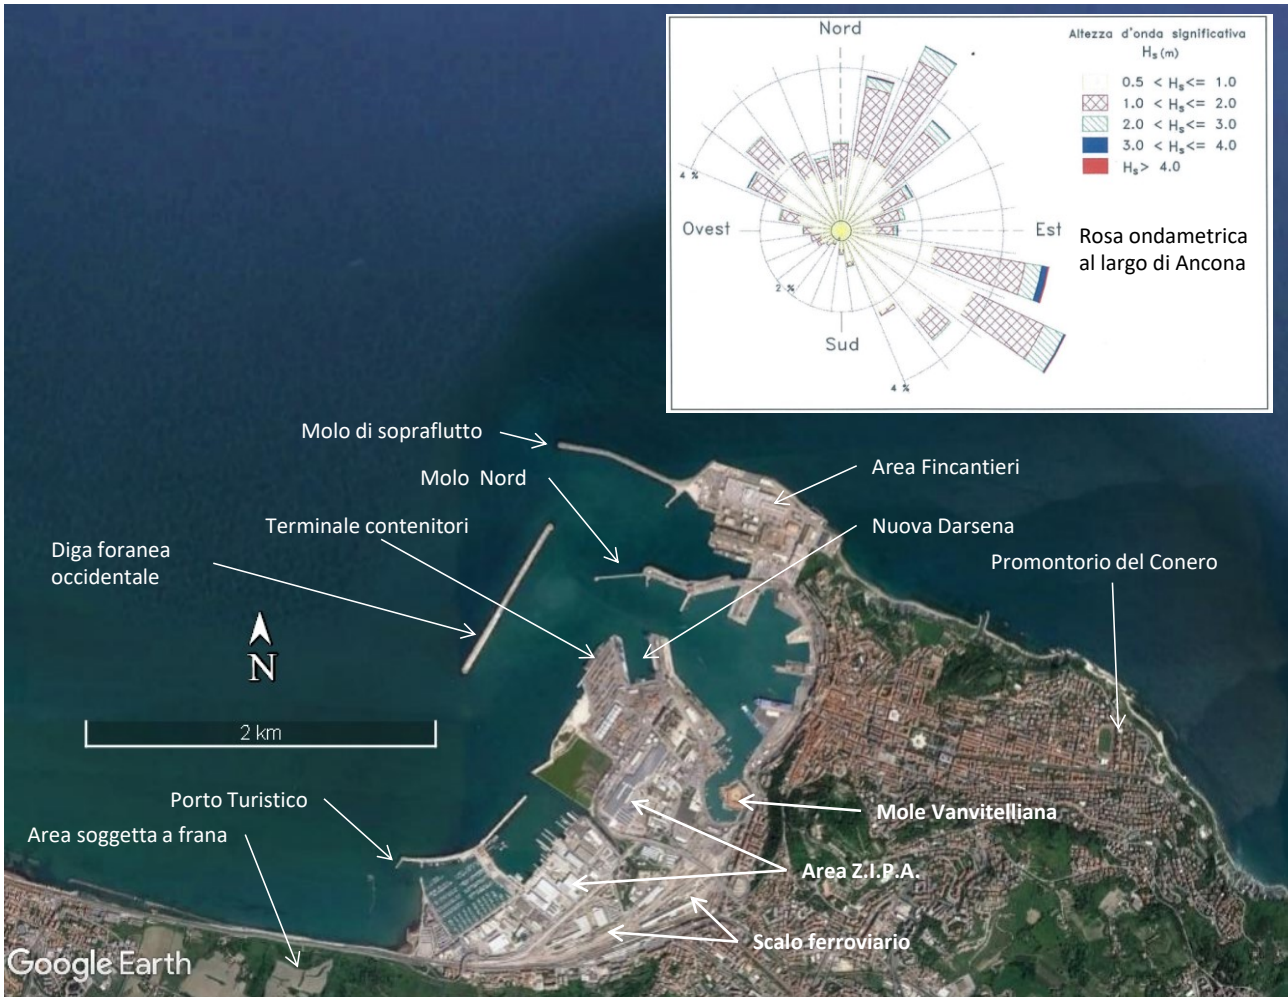 Nord
Altezza d'onda significativa
Hs (m)
0.5 < Hs<= 1.0
1.0 < Hs<= 2.0
2.0 < Hs<= 3.0
3.0 < Hs<= 4.0
Hs> 4.0
4 %
Ovest
Est
Rosa ondametrica
al largo di Ancona
2 %
Sud
4 %
Molo di sopraflutto
Molo Nord
Area Fincantieri
Terminale contenitori
Nuova Darsena
Diga foranea
occidentale
Promontorio del Conero
N
2 km
Porto Turistico
Mole Vanvitelliana
Area soggetta a frana
Area Z.I.P.A.
Scalo ferroviario
Google Earth